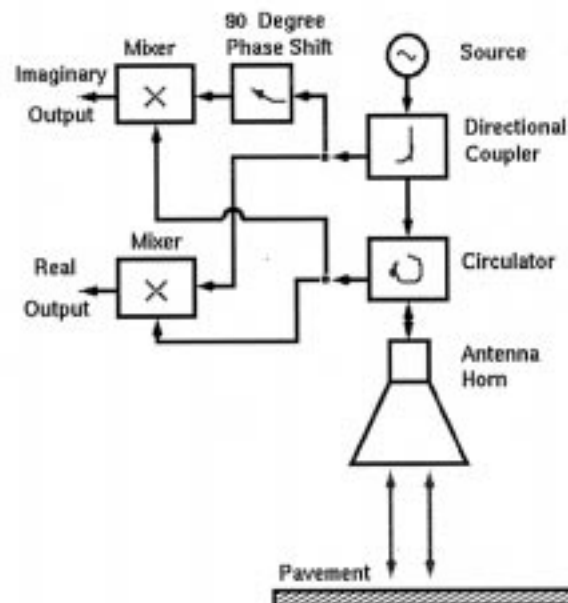 90 Degree
Phase Shift
Mixer
Source
Imaginary
Output
Directional
Coupler
Mixer
Real
Output
Circulator
Antenna
Horn
Pavement